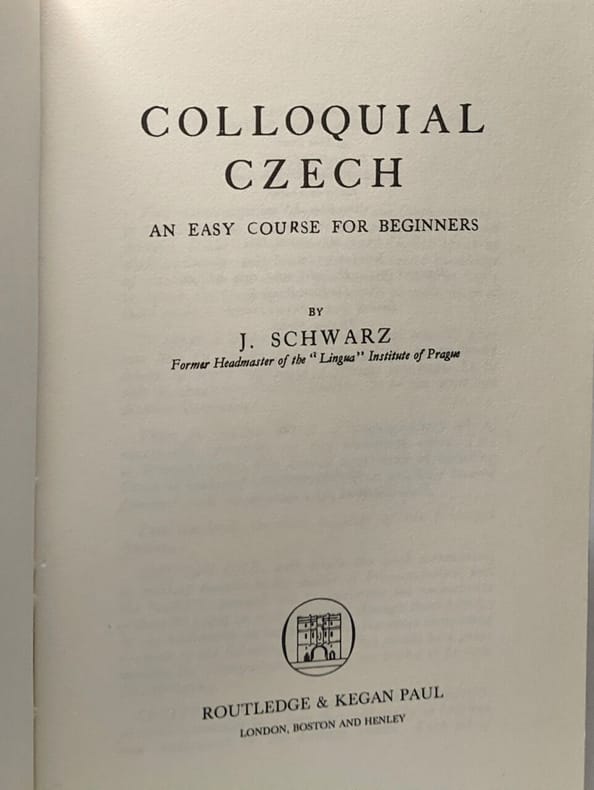 COLLOQUIAL
CZECH
AN EASY COURSE FOR BEGINNERS
BY
J. SCHWARZ
Former Headmaster of the "Lingua" Institute of Prague
ROUTLEDGE & KEGAN PAUL
LONDON, BOSTON AND HENLEY